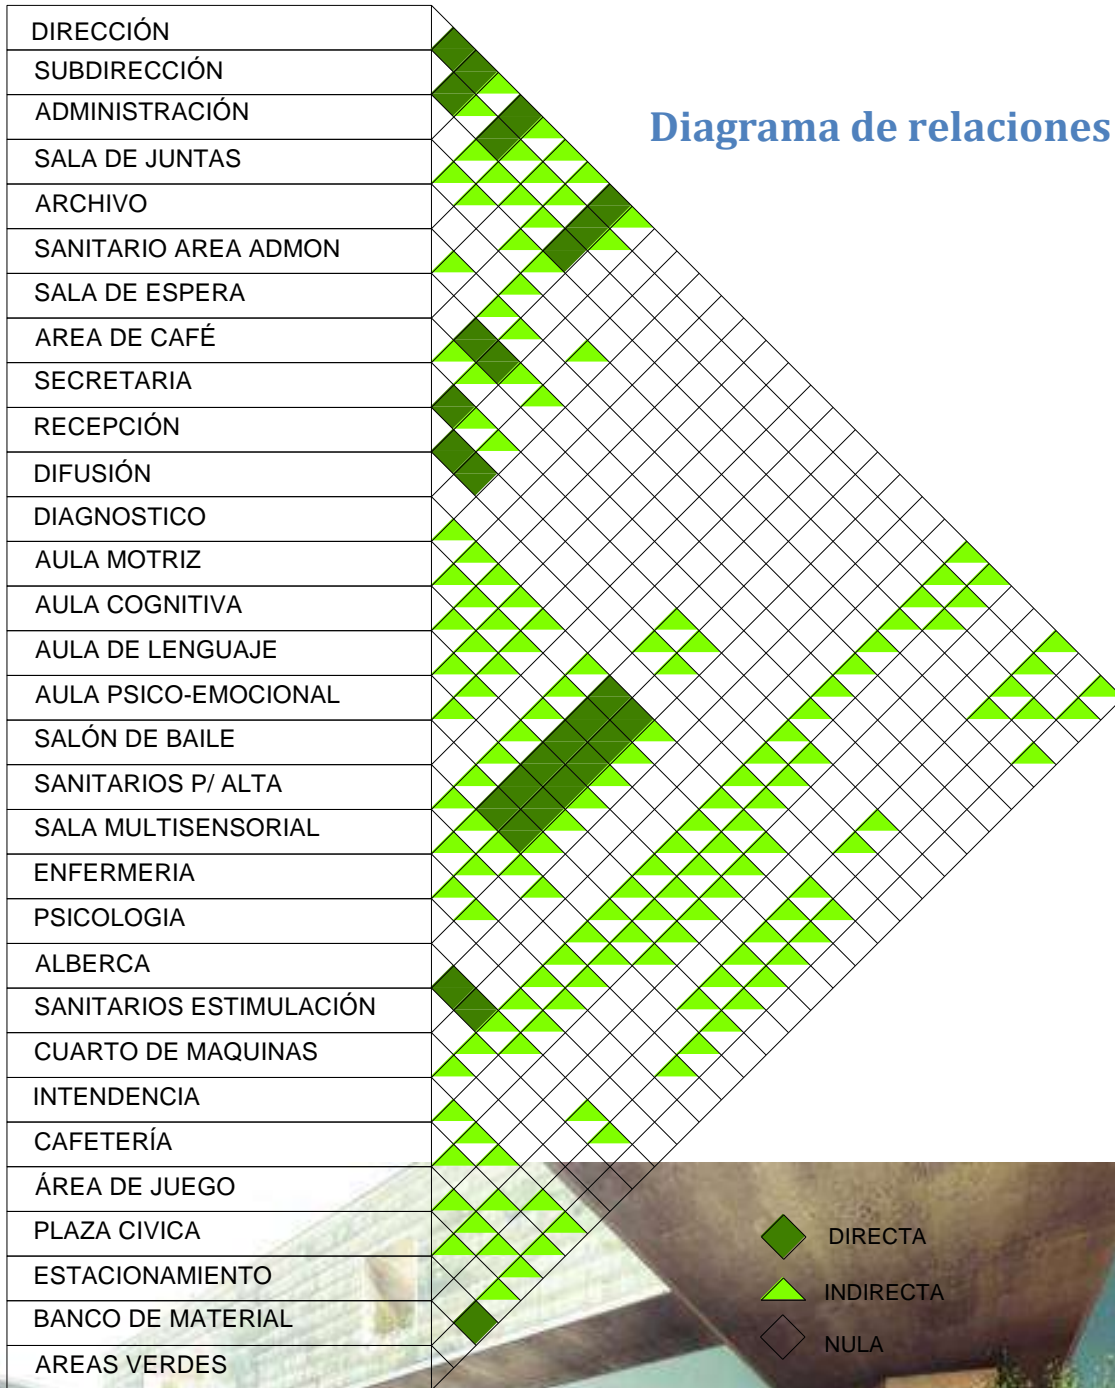 DIRECCIÓN
Diagrama de relaciones
SUBDIRECCIÓN
ADMINISTRACIÓN
SALA DE JUNTAS
ARCHIVO
SANITARIO AREA ADMON
SALA DE ESPERA
AREA DE CAFÉ
SECRETARIA
RECEPCIÓN
DIFUSIÓN
DIAGNOSTICO
AULA MOTRIZ
AULA COGNITIVA
AULA DE LENGUAJE
AULA PSICO-EMOCIONAL
SALÓN DE BAILE
SANITARIOS P/ ALTA
SALA MULTISENSORIAL
ENFERMERIA
PSICOLOGIA
ALBERCA
SANITARIOS ESTIMULACIÓN
CUARTO DE MAQUINAS
INTENDENCIA
CAFETERÍA
ÁREA DE JUEGO
PLAZA CIVICA
ESTACIONAMIENTO
BANCO DE MATERIAL
AREAS VERDES
DIRECTA
INDIRECTA
NULA